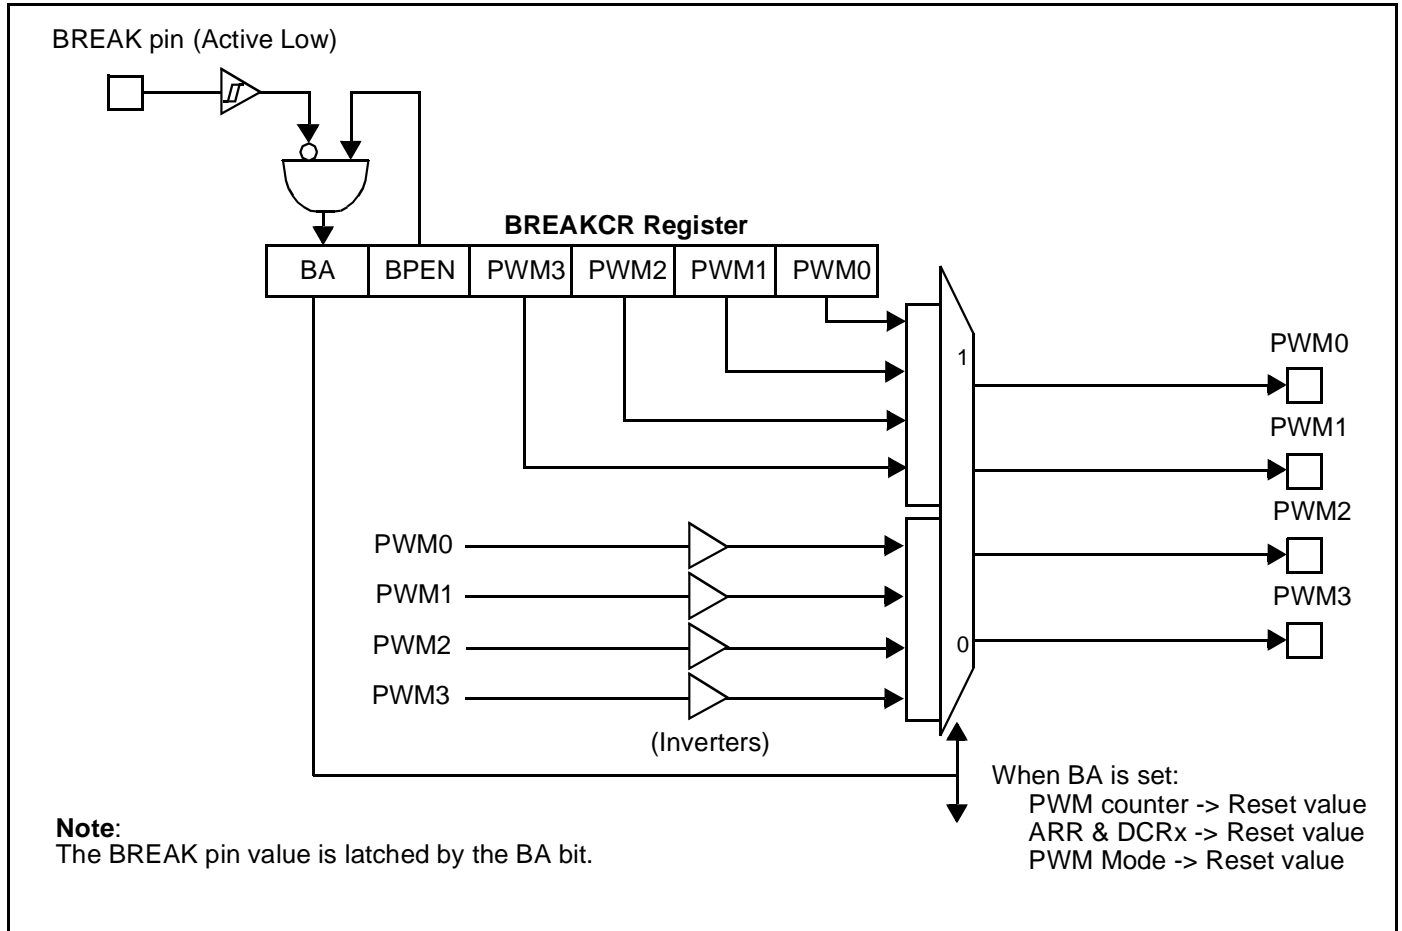 BREAK pin (Active Low)
BREAKCR Register
BA BPEN PWM3 PWM2 PWM1 PWM0
1
PWM0
PWM1
PWM2
PWM3
PWM0
PWM1
PWM2
PWM3
0
(Inverters)
When BA is set:
PWM counter -> Reset value
ARR & DCRx -> Reset value
PWM Mode -> Reset value
Note:
The BREAK pin value is latched by the BA bit.